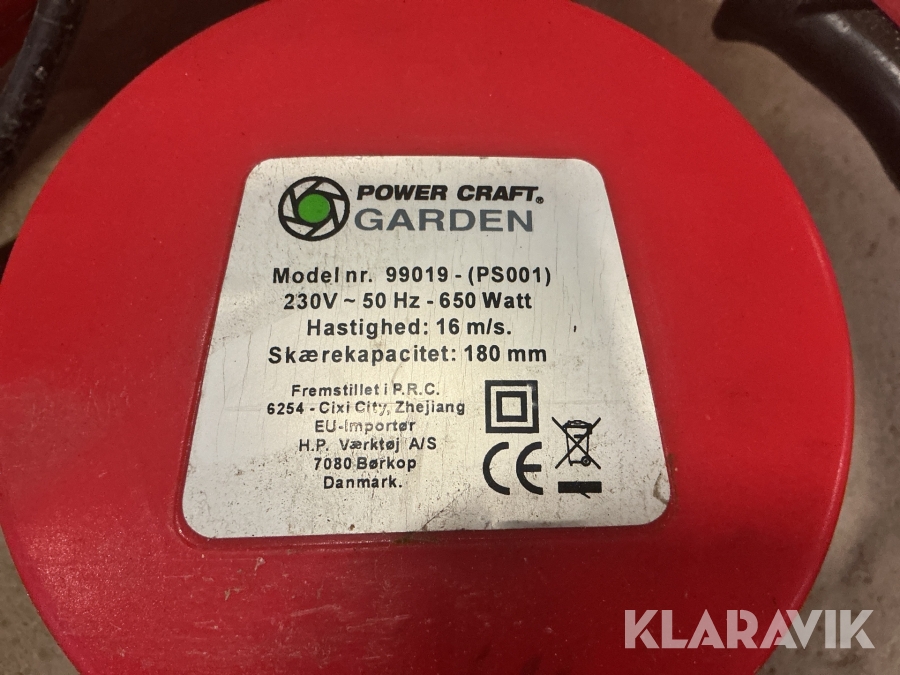 POWER CRAFT®
GARDEN
Model nr. 99019 - (PS001)
230V ~ 50 Hz - 650 Watt
Hastighed: 16 m/s.
Skærekapacitet: 180 mm
Fremstillet i P.R.C.
6254 - Cixi City, Zhejiang
EU-Importør
H.P. Værktøj A/S
7080 Børkop
Danmark.
CE
KLARAVIK